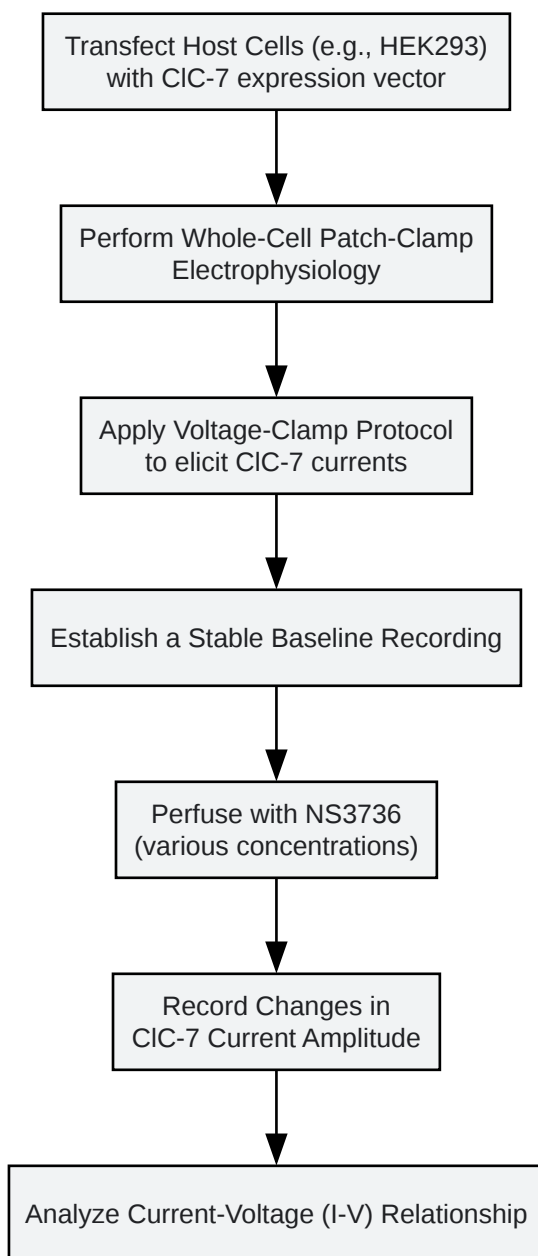 Transfect Host Cells (e.g., HEK293)
with ClC-7 expression vector
Perform Whole-Cell Patch-Clamp
Electrophysiology
Apply Voltage-Clamp Protocol
to elicit ClC-7 currents
Establish a Stable Baseline Recording
Perfuse with NS3736
(various concentrations)
Record Changes in
ClC-7 Current Amplitude
Analyze Current-Voltage (I-V) Relationship